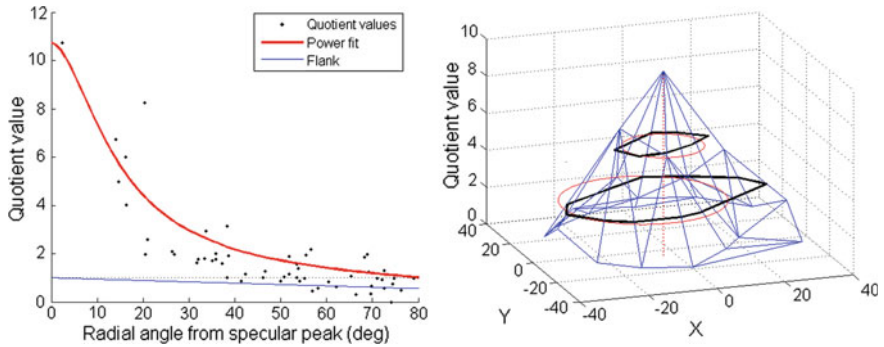 12
10
8
6
4
2
0
0 10 20 30 40 50 60 70 80
Quotient value
Radial angle from specular peak (deg)
Quotient values
Power fit
Flank
10
8
6
4
2
0
Quotient value
40
20
0
-20
-40
Y
-40
-20
0
20
40
X